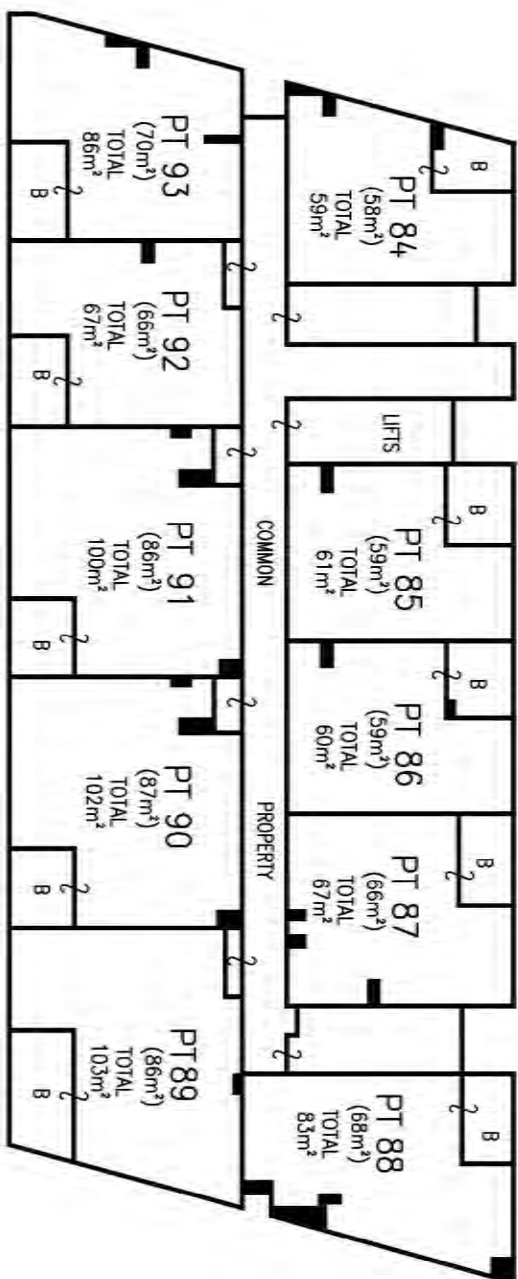 B
PT 84
(58m²)
TOTAL
59m²
LIFTS
B
PT 85
(59m²)
TOTAL
61m²
B
PT 86
(59m²)
TOTAL
60m²
B
PT 87
(66m²)
TOTAL
67m²
B
PT 88
(68m²)
TOTAL
83m²
COMMON PROPERTY
PT 93
(70m²)
TOTAL
86m²
B
PT 92
(66m²)
TOTAL
67m²
B
PT 91
(86m²)
TOTAL
100m²
B
PT 90
(87m²)
TOTAL
102m²
B
PT 89
(86m²)
TOTAL
103m²
B